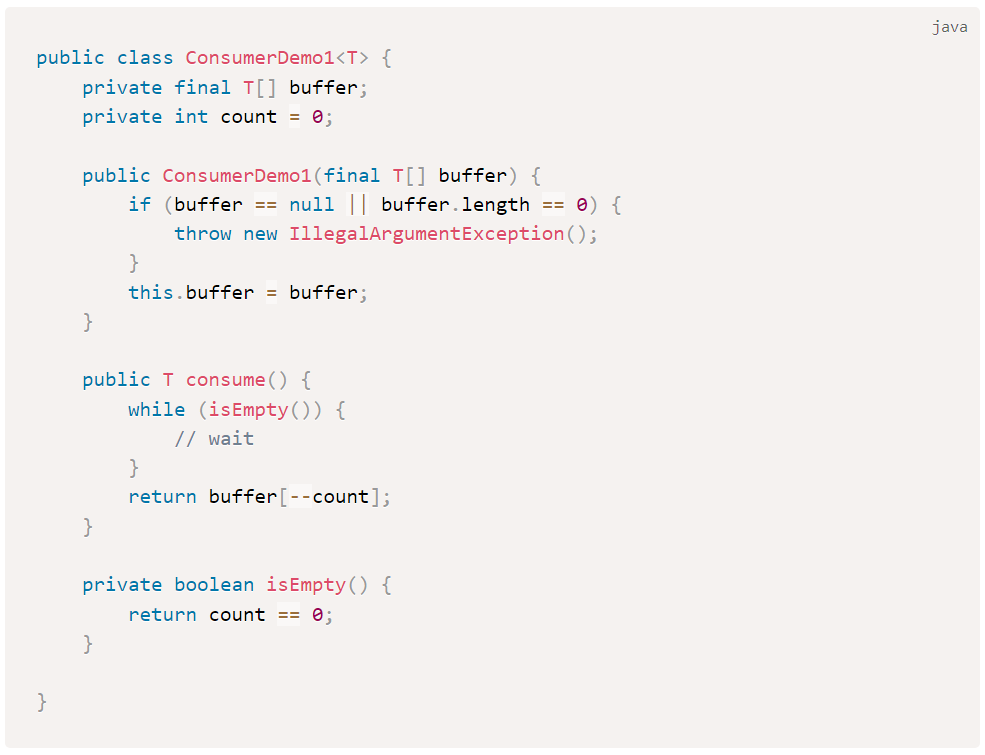 java
public class ConsumerDemo1<T> {
    private final T[] buffer;
    private int count = 0;

    public ConsumerDemo1(final T[] buffer) {
        if (buffer == null || buffer.length == 0) {
            throw new IllegalArgumentException();
        }
        this.buffer = buffer;
    }

    public T consume() {
        while (isEmpty()) {
            // wait
        }
        return buffer[--count];
    }

    private boolean isEmpty() {
        return count == 0;
    }

}